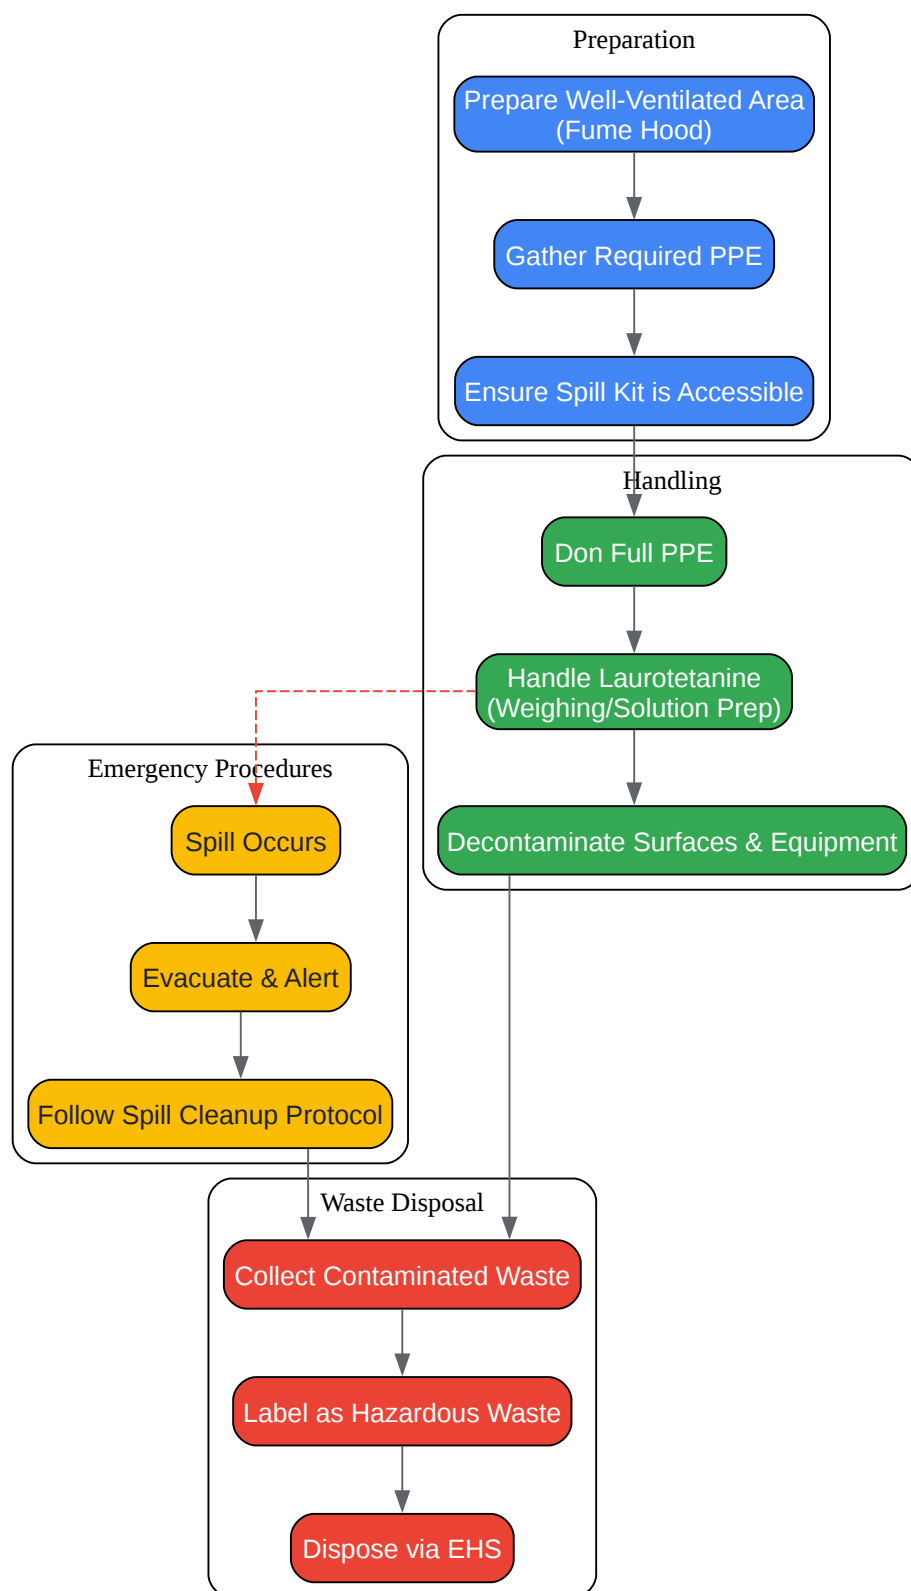 Preparation
Prepare Well-Ventilated Area
(Fume Hood)
Gather Required PPE
Ensure Spill Kit is Accessible
Handling
Don Full PPE
Handle Laurotetanine
(Weighing/Solution Prep)
Decontaminate Surfaces & Equipment
Emergency Procedures
Spill Occurs
Evacuate & Alert
Follow Spill Cleanup Protocol
Waste Disposal
Collect Contaminated Waste
Label as Hazardous Waste
Dispose via EHS